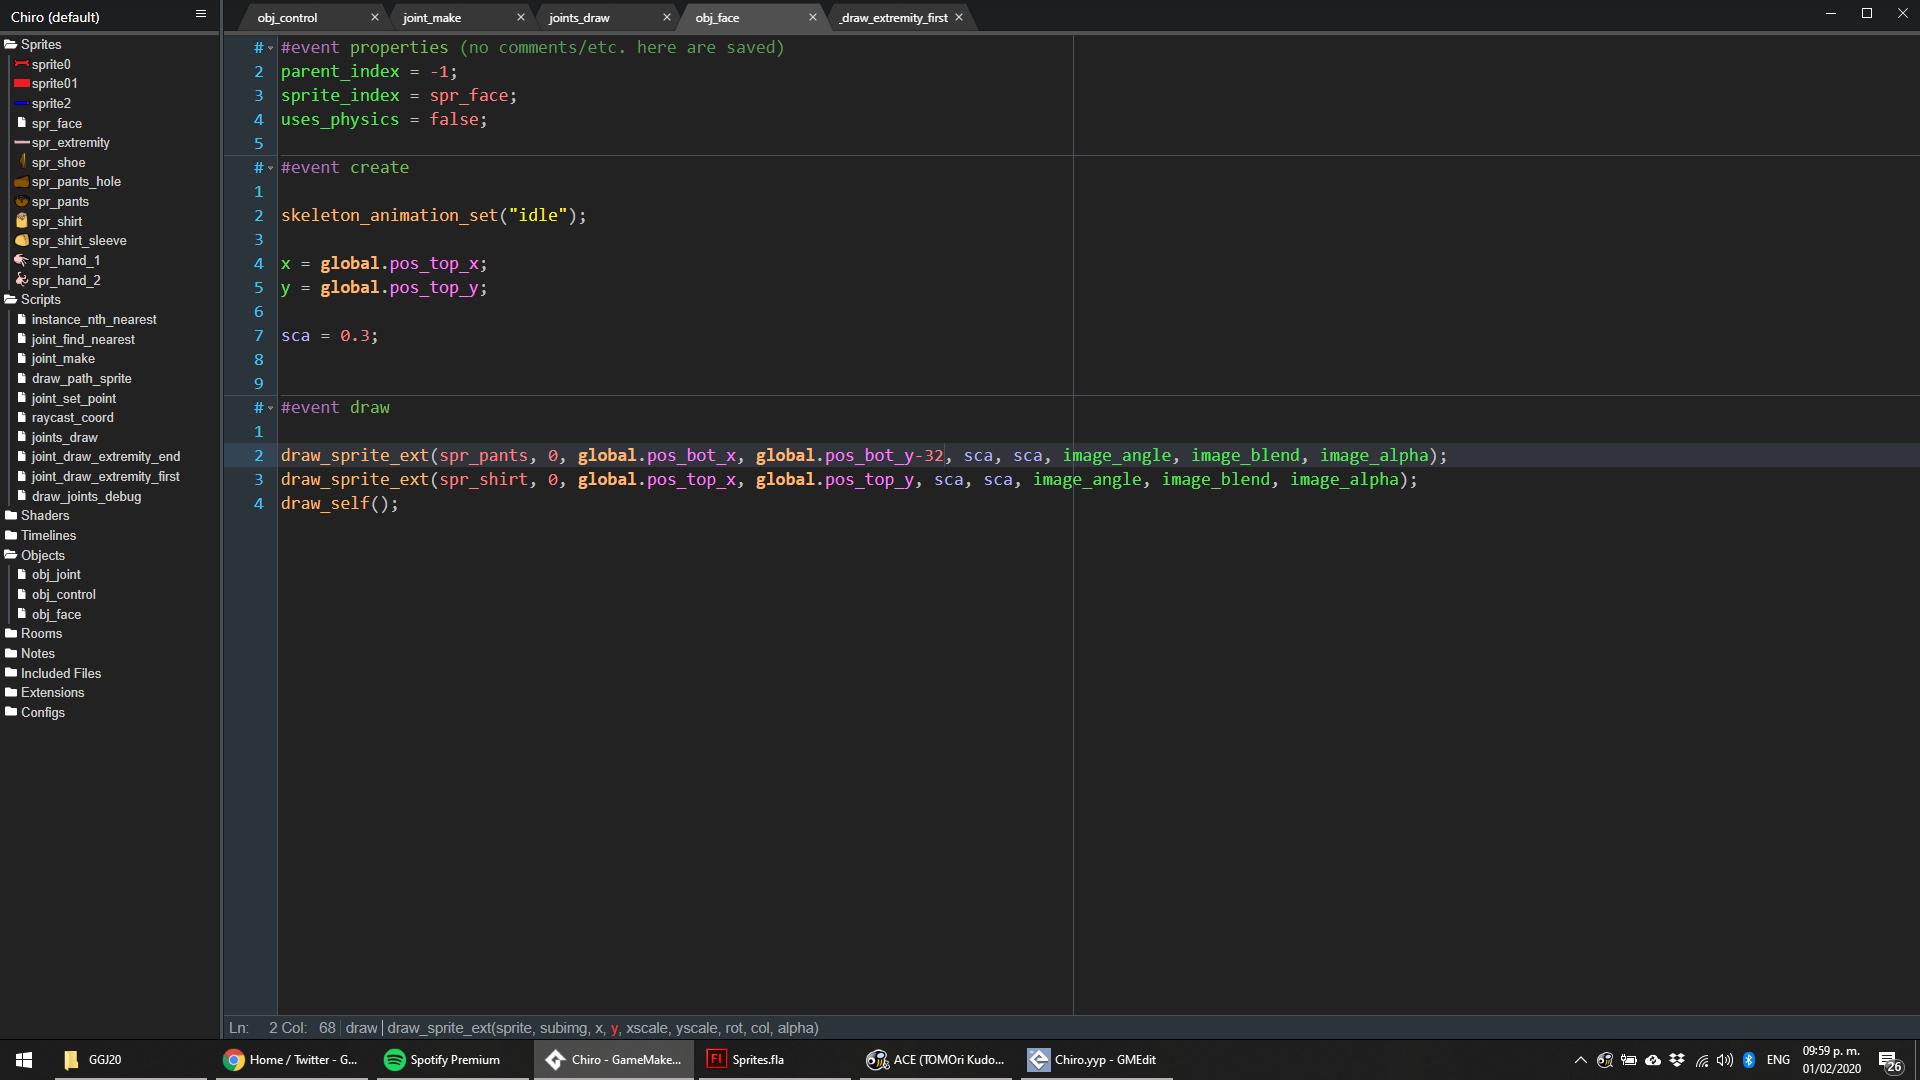 Chiro (default)
obj_control
joint_make
joints_draw
obj_face
_draw_extremity_first
Sprites
sprite0
sprite01
sprite2
spr_face
spr_extremity
spr_shoe
spr_pants_hole
spr_pants
spr_shirt
spr_shirt_sleeve
spr_hand_1
spr_hand_2
Scripts
instance_nth_nearest
joint_find_nearest
joint_make
draw_path_sprite
joint_set_point
raycast_coord
joints_draw
joint_draw_extremity_end
joint_draw_extremity_first
draw_joints_debug
Shaders
Timelines
Objects
obj_joint
obj_control
obj_face
Rooms
Notes
Included Files
Extensions
Configs
# #event properties (no comments/etc. here are saved)
2 parent_index = -1;
3 sprite_index = spr_face;
4 uses_physics = false;
5
# #event create
1
2 skeleton_animation_set("idle");
3
4 x = global.pos_top_x;
5 y = global.pos_top_y;
6
7 sca = 0.3;
8
9
# #event draw
1
2 draw_sprite_ext(spr_pants, 0, global.pos_bot_x, global.pos_bot_y-32, sca, sca, image_angle, image_blend, image_alpha);
3 draw_sprite_ext(spr_shirt, 0, global.pos_top_x, global.pos_top_y, sca, sca, image_angle, image_blend, image_alpha);
4 draw_self();
Ln: 2 Col: 68 draw draw_sprite_ext(sprite, subimg, x, y, xscale, yscale, rot, col, alpha)
GGJ20
Home / Twitter - G...
Spotify Premium
Chiro - GameMake...
Fl
Sprites.fla
ACE (TOMOri Kudo...
Chiro.yyp - GMEdit
ENG
09:59 p. m.
01/02/2020
26